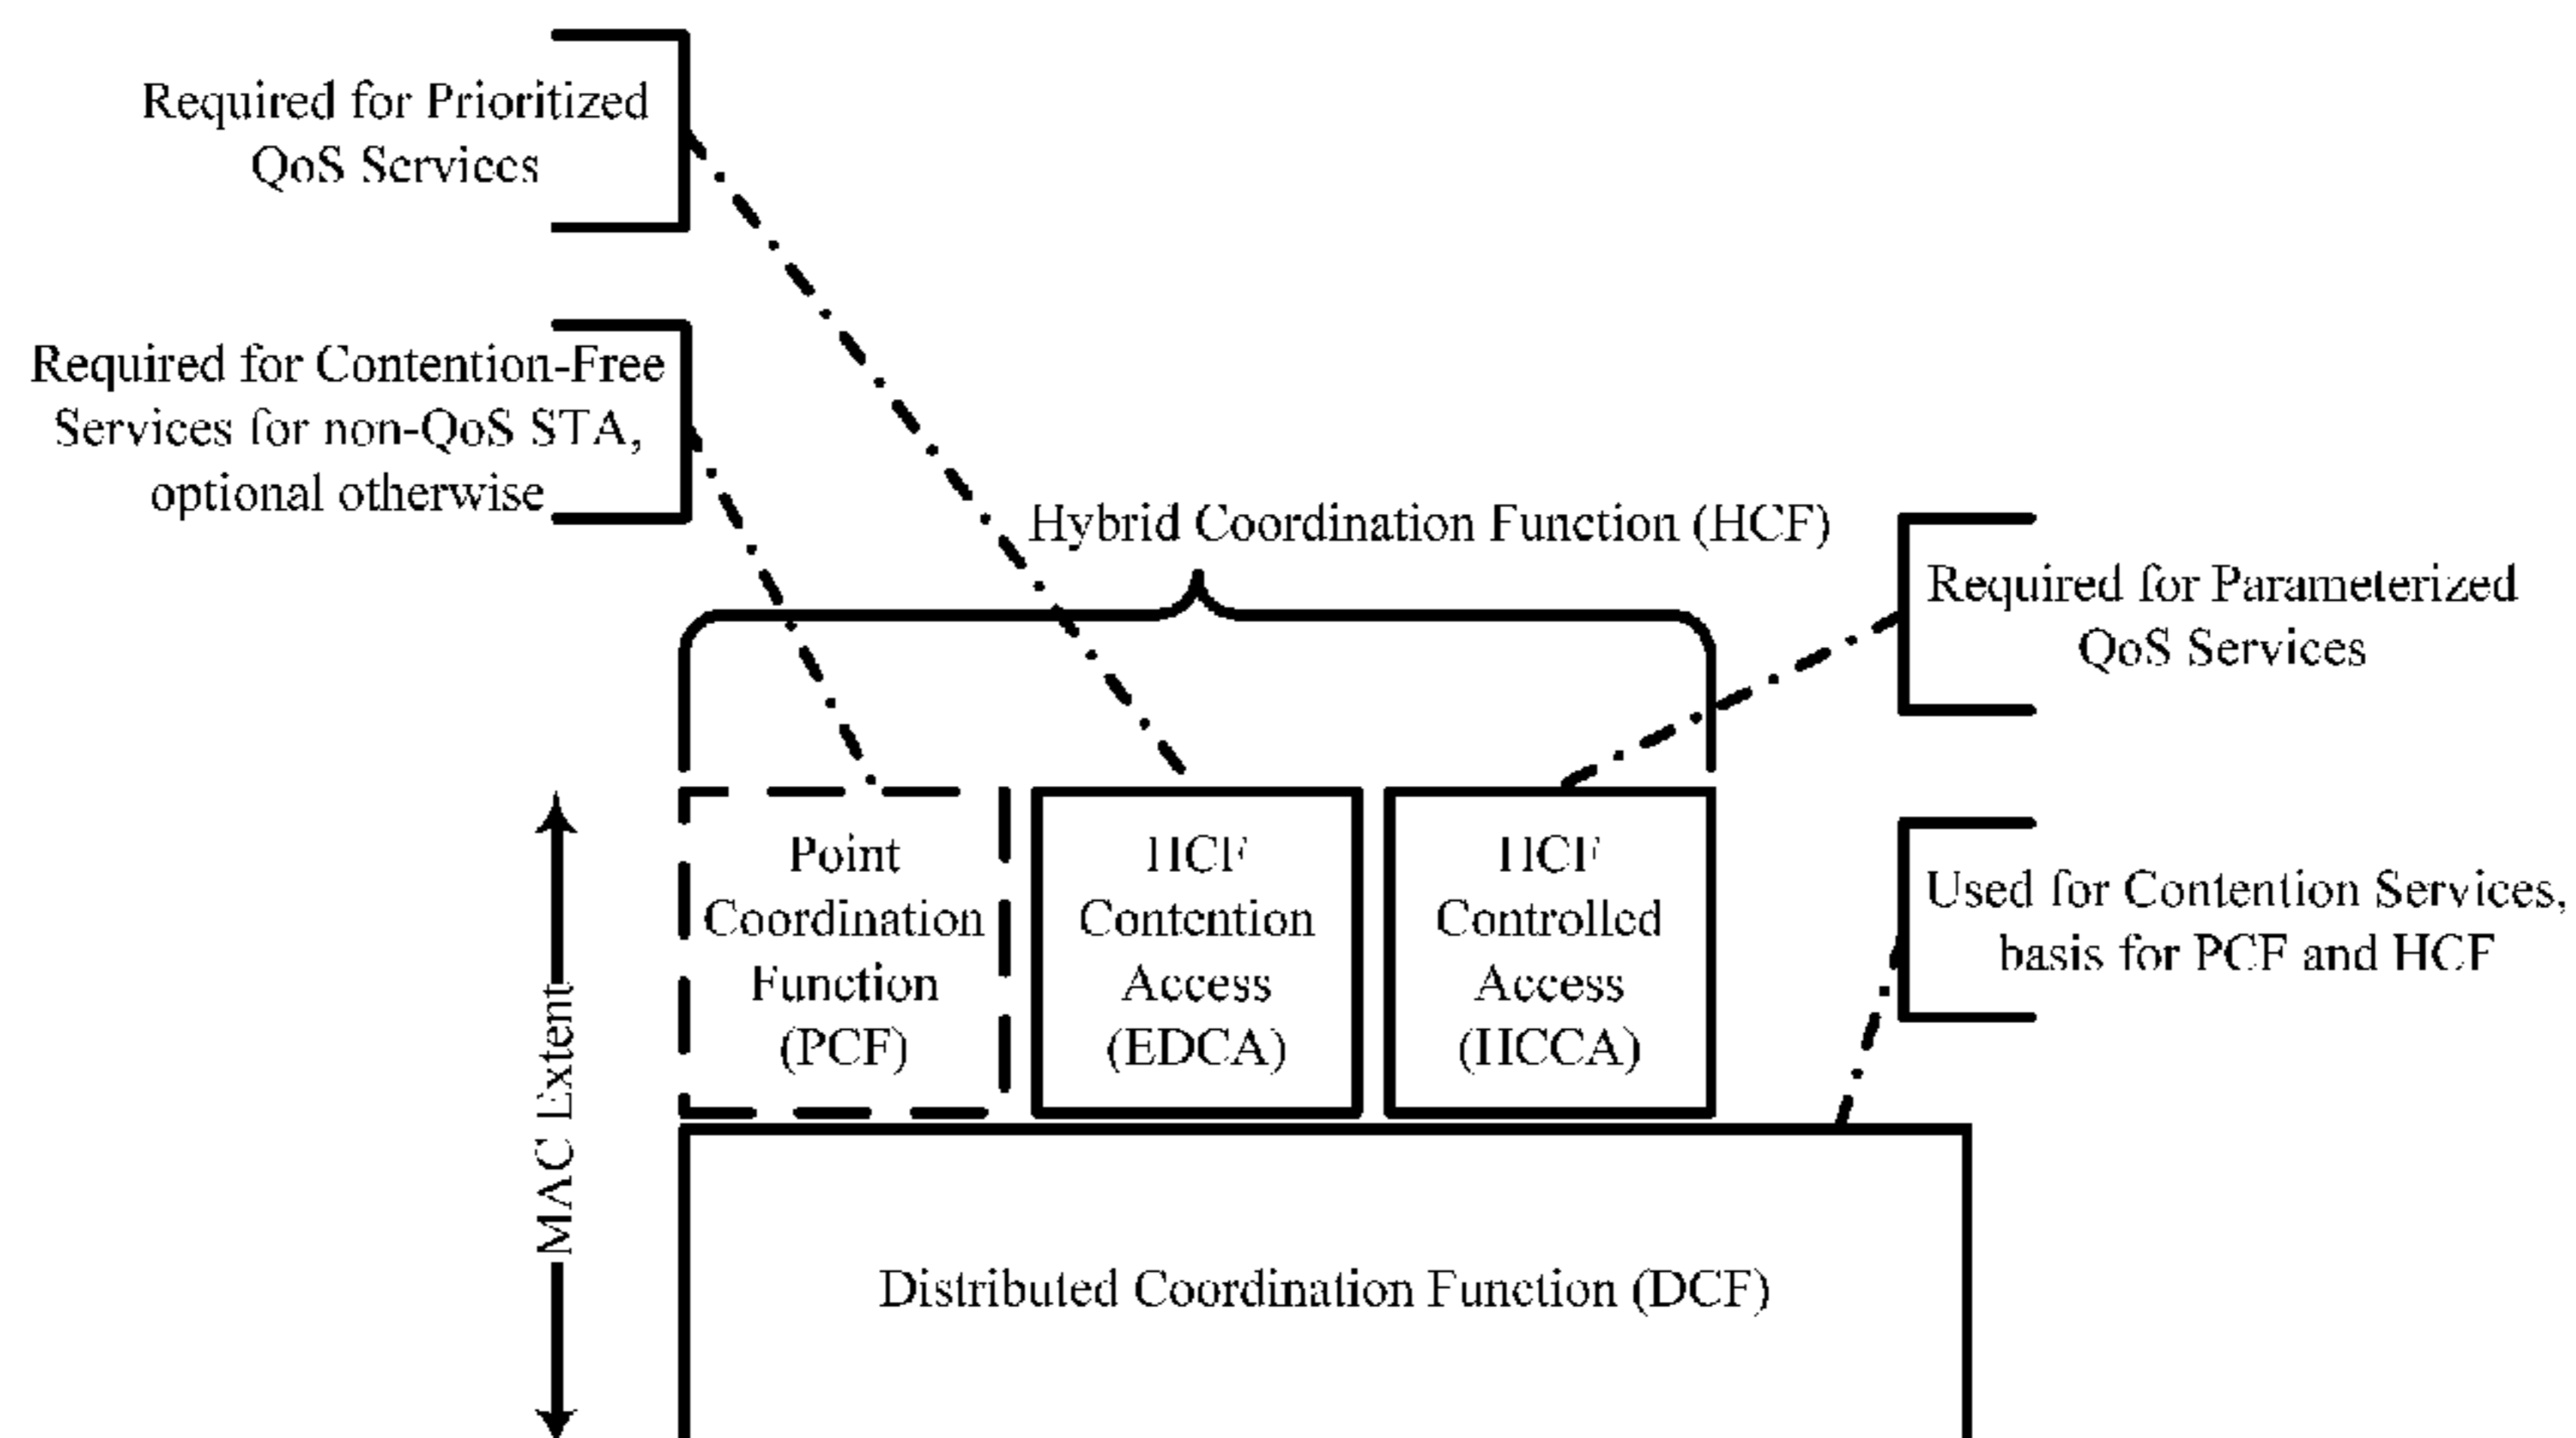 Required for Prioritized
QoS Services
Required for Contention-Free
Services for non-QoS STA,
optional otherwise
Hybrid Coordination Function (HCF)
Required for Parameterized
QoS Services
Point
Coordination
Function
(PCF)
HCF
Contention
Access
(EDCA)
HCF
Controlled
Access
(HCCA)
Used for Contention Services,
basis for PCF and HCF
MAC Extent
Distributed Coordination Function (DCF)